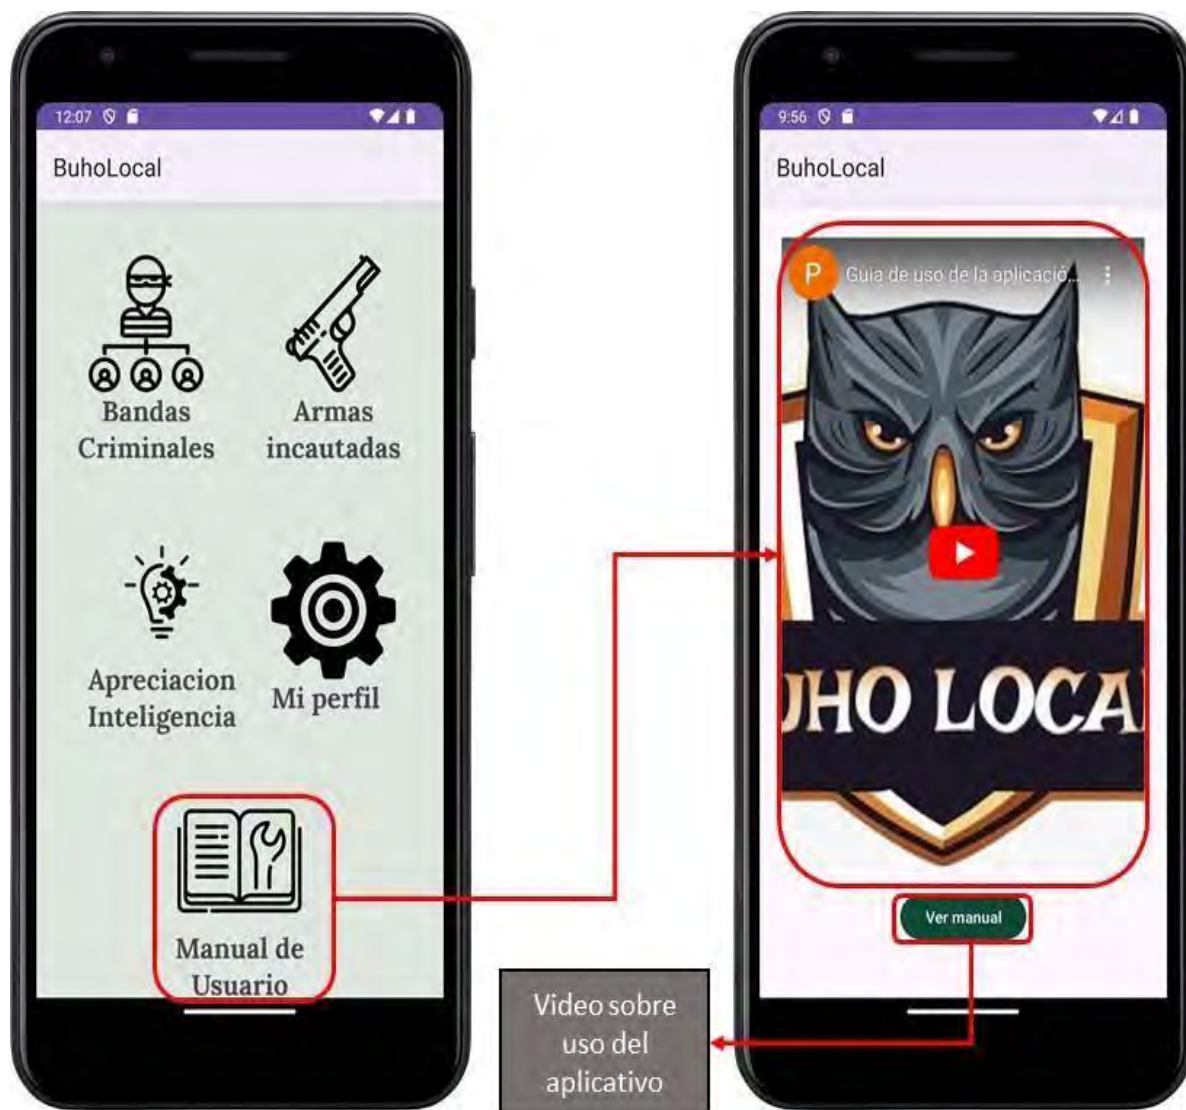 12:07
BuhoLocal
Bandas
Criminales
Armas
incautadas
Apreciacion
Inteligencia
Mi perfil
Manual de
Usuario
9:56
BuhoLocal
P
Guia de uso de la aplicació...
UHO LOCAL
Ver manual
Video sobre
uso del
aplicativo